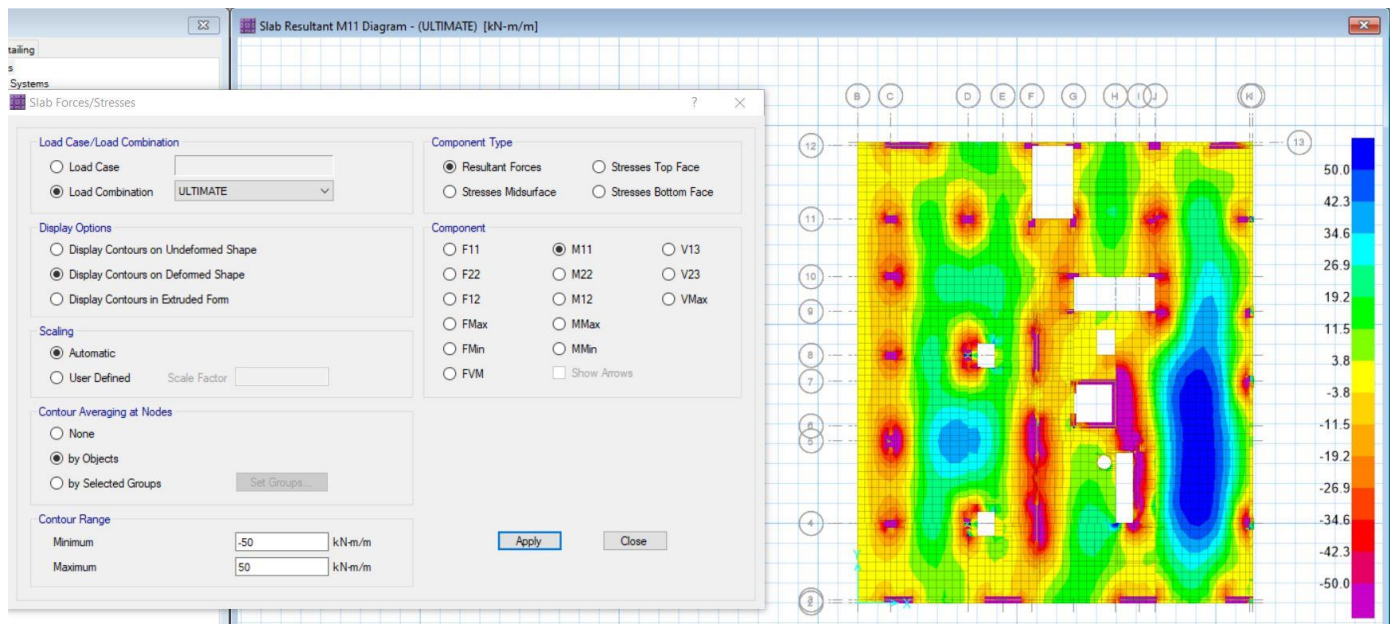 Slab Resultant M11 Diagram - (ULTIMATE) [kN-m/m]
tailing
s
Systems
Slab Forces/Stresses
?
Load Case/Load Combination
Load Case
Load Combination
ULTIMATE
Component Type
Resultant Forces
Stresses Top Face
Stresses Midsurface
Stresses Bottom Face
Display Options
Display Contours on Undeformed Shape
Display Contours on Deformed Shape
Display Contours in Extruded Form
Component
F11
M11
V13
F22
M22
V23
F12
M12
VMax
FMax
MMax
FMin
MMin
FVM
Show Arrows
Scaling
Automatic
User Defined
Scale Factor
Contour Averaging at Nodes
None
by Objects
by Selected Groups
Set Groups...
Contour Range
Minimum
-50
kN-m/m
Maximum
50
kN-m/m
Apply
Close
B
C
D
E
F
G
H
I
J
12
11
10
9
8
7
6
5
4
13
Y
X
50.0
42.3
34.6
26.9
19.2
11.5
3.8
-3.8
-11.5
-19.2
-26.9
-34.6
-42.3
-50.0